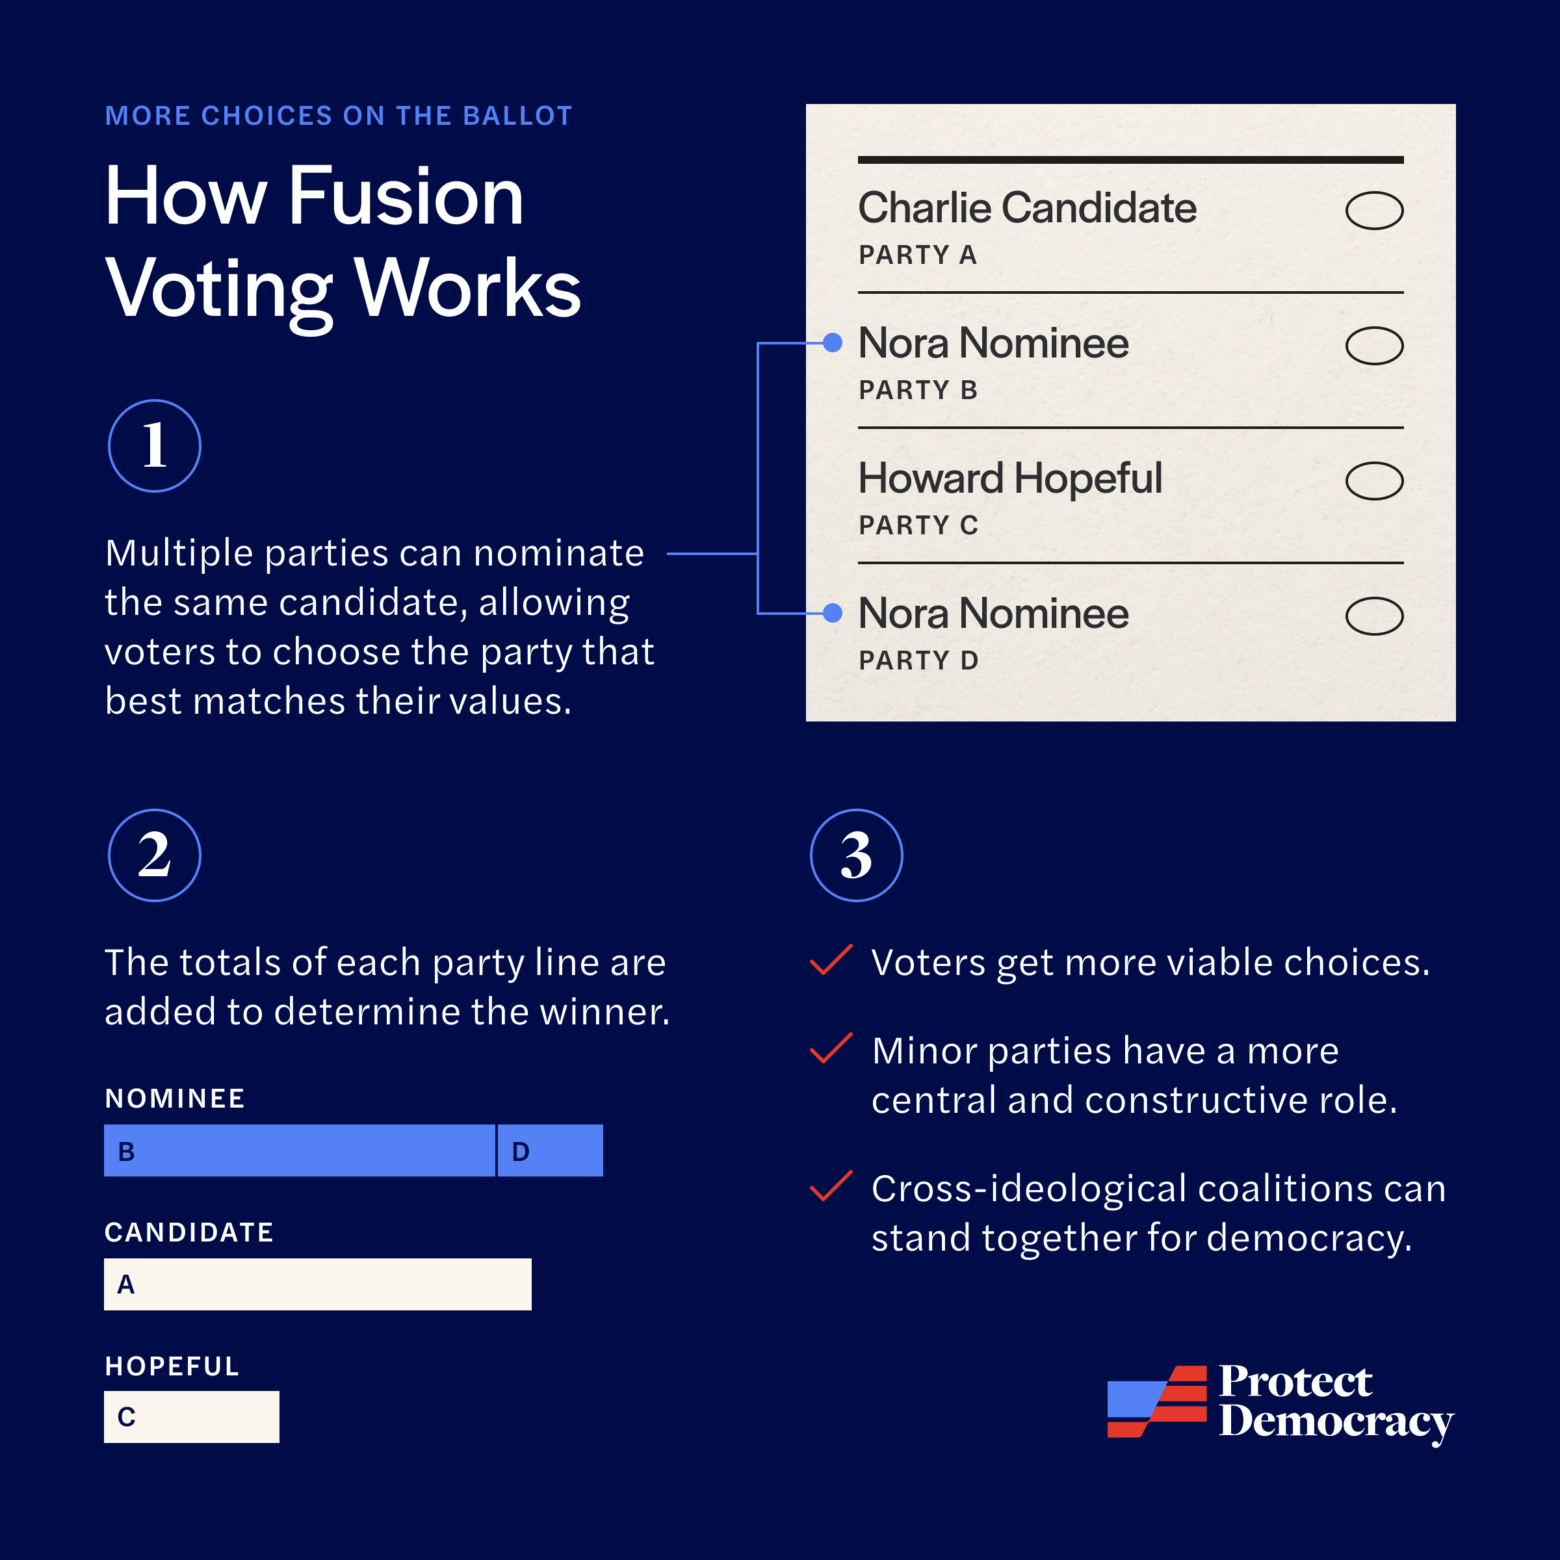 MORE CHOICES ON THE BALLOT
How Fusion
Voting Works
1
Multiple parties can nominate
the same candidate, allowing
voters to choose the party that
best matches their values.
Charlie Candidate
PARTY A
Nora Nominee
PARTY B
Howard Hopeful
PARTY C
Nora Nominee
PARTY D
2
The totals of each party line are
added to determine the winner.
NOMINEE
B D
CANDIDATE
A
HOPEFUL
C
3
Voters get more viable choices.
Minor parties have a more
central and constructive role.
Cross-ideological coalitions can
stand together for democracy.
Protect
Democracy